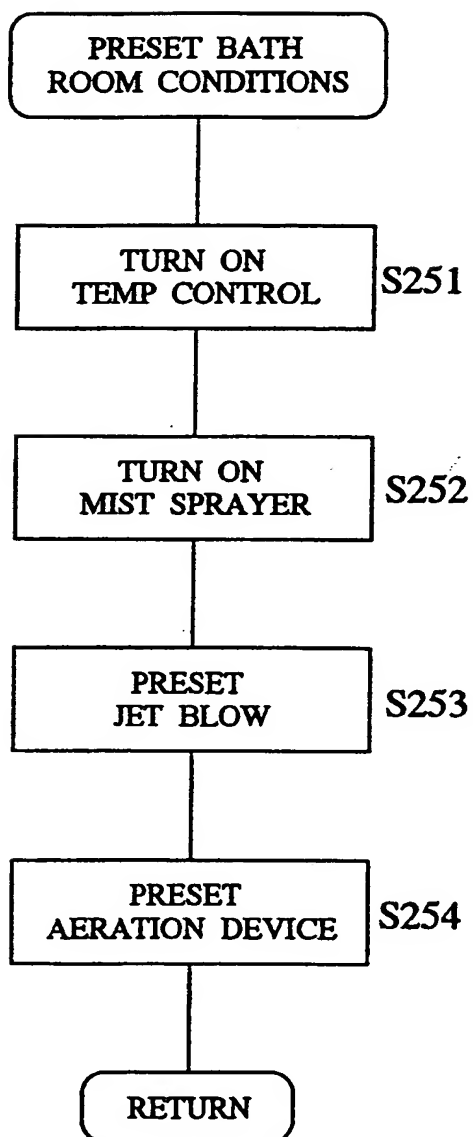 PRESET BATH
ROOM CONDITIONS
TURN ON
TEMP CONTROL
S251
TURN ON
MIST SPRAYER
S252
PRESET
JET BLOW
S253
PRESET
AERATION DEVICE
S254
RETURN